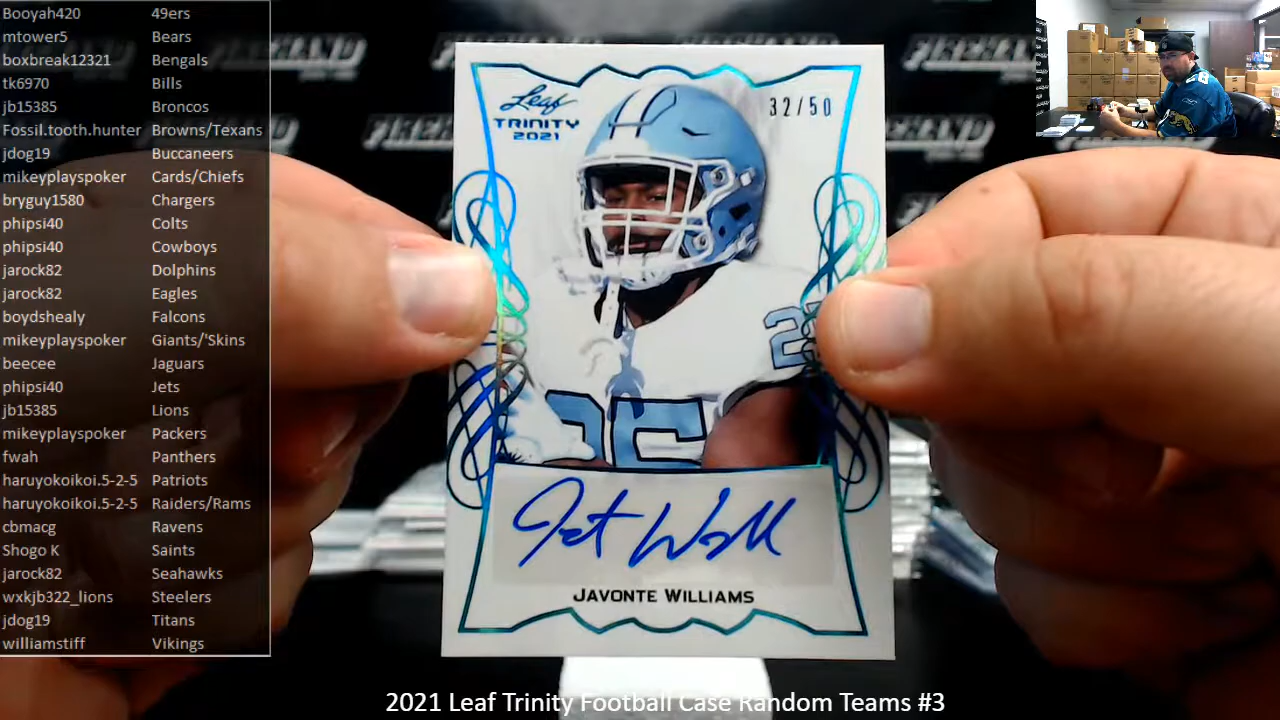 Booyah420 49ers
mtower5 Bears
boxbreak12321 Bengals
tk6970 Bills
jb15385 Broncos
Fossil.tooth.hunter Browns/Texans
jdog19 Buccaneers
mikeyplayspoker Cards/Chiefs
bryguy1580 Chargers
phipsi40 Colts
phipsi40 Cowboys
jarock82 Dolphins
jarock82 Eagles
boydshealy Falcons
mikeyplayspoker Giants/'Skins
beecee Jaguars
phipsi40 Jets
jb15385 Lions
mikeyplayspoker Packers
fwah Panthers
haruyokoikoi.5-2-5 Patriots
haruyokoikoi.5-2-5 Raiders/Rams
cbmacg Ravens
Shogo K Saints
jarock82 Seahawks
wxkjb322_lions Steelers
jdog19 Titans
williamstiff Vikings
Leaf
TRINITY
2021
32/50
25
25
JAVONTE WILLIAMS
FIREHAND
2021 Leaf Trinity Football Case Random Teams #3